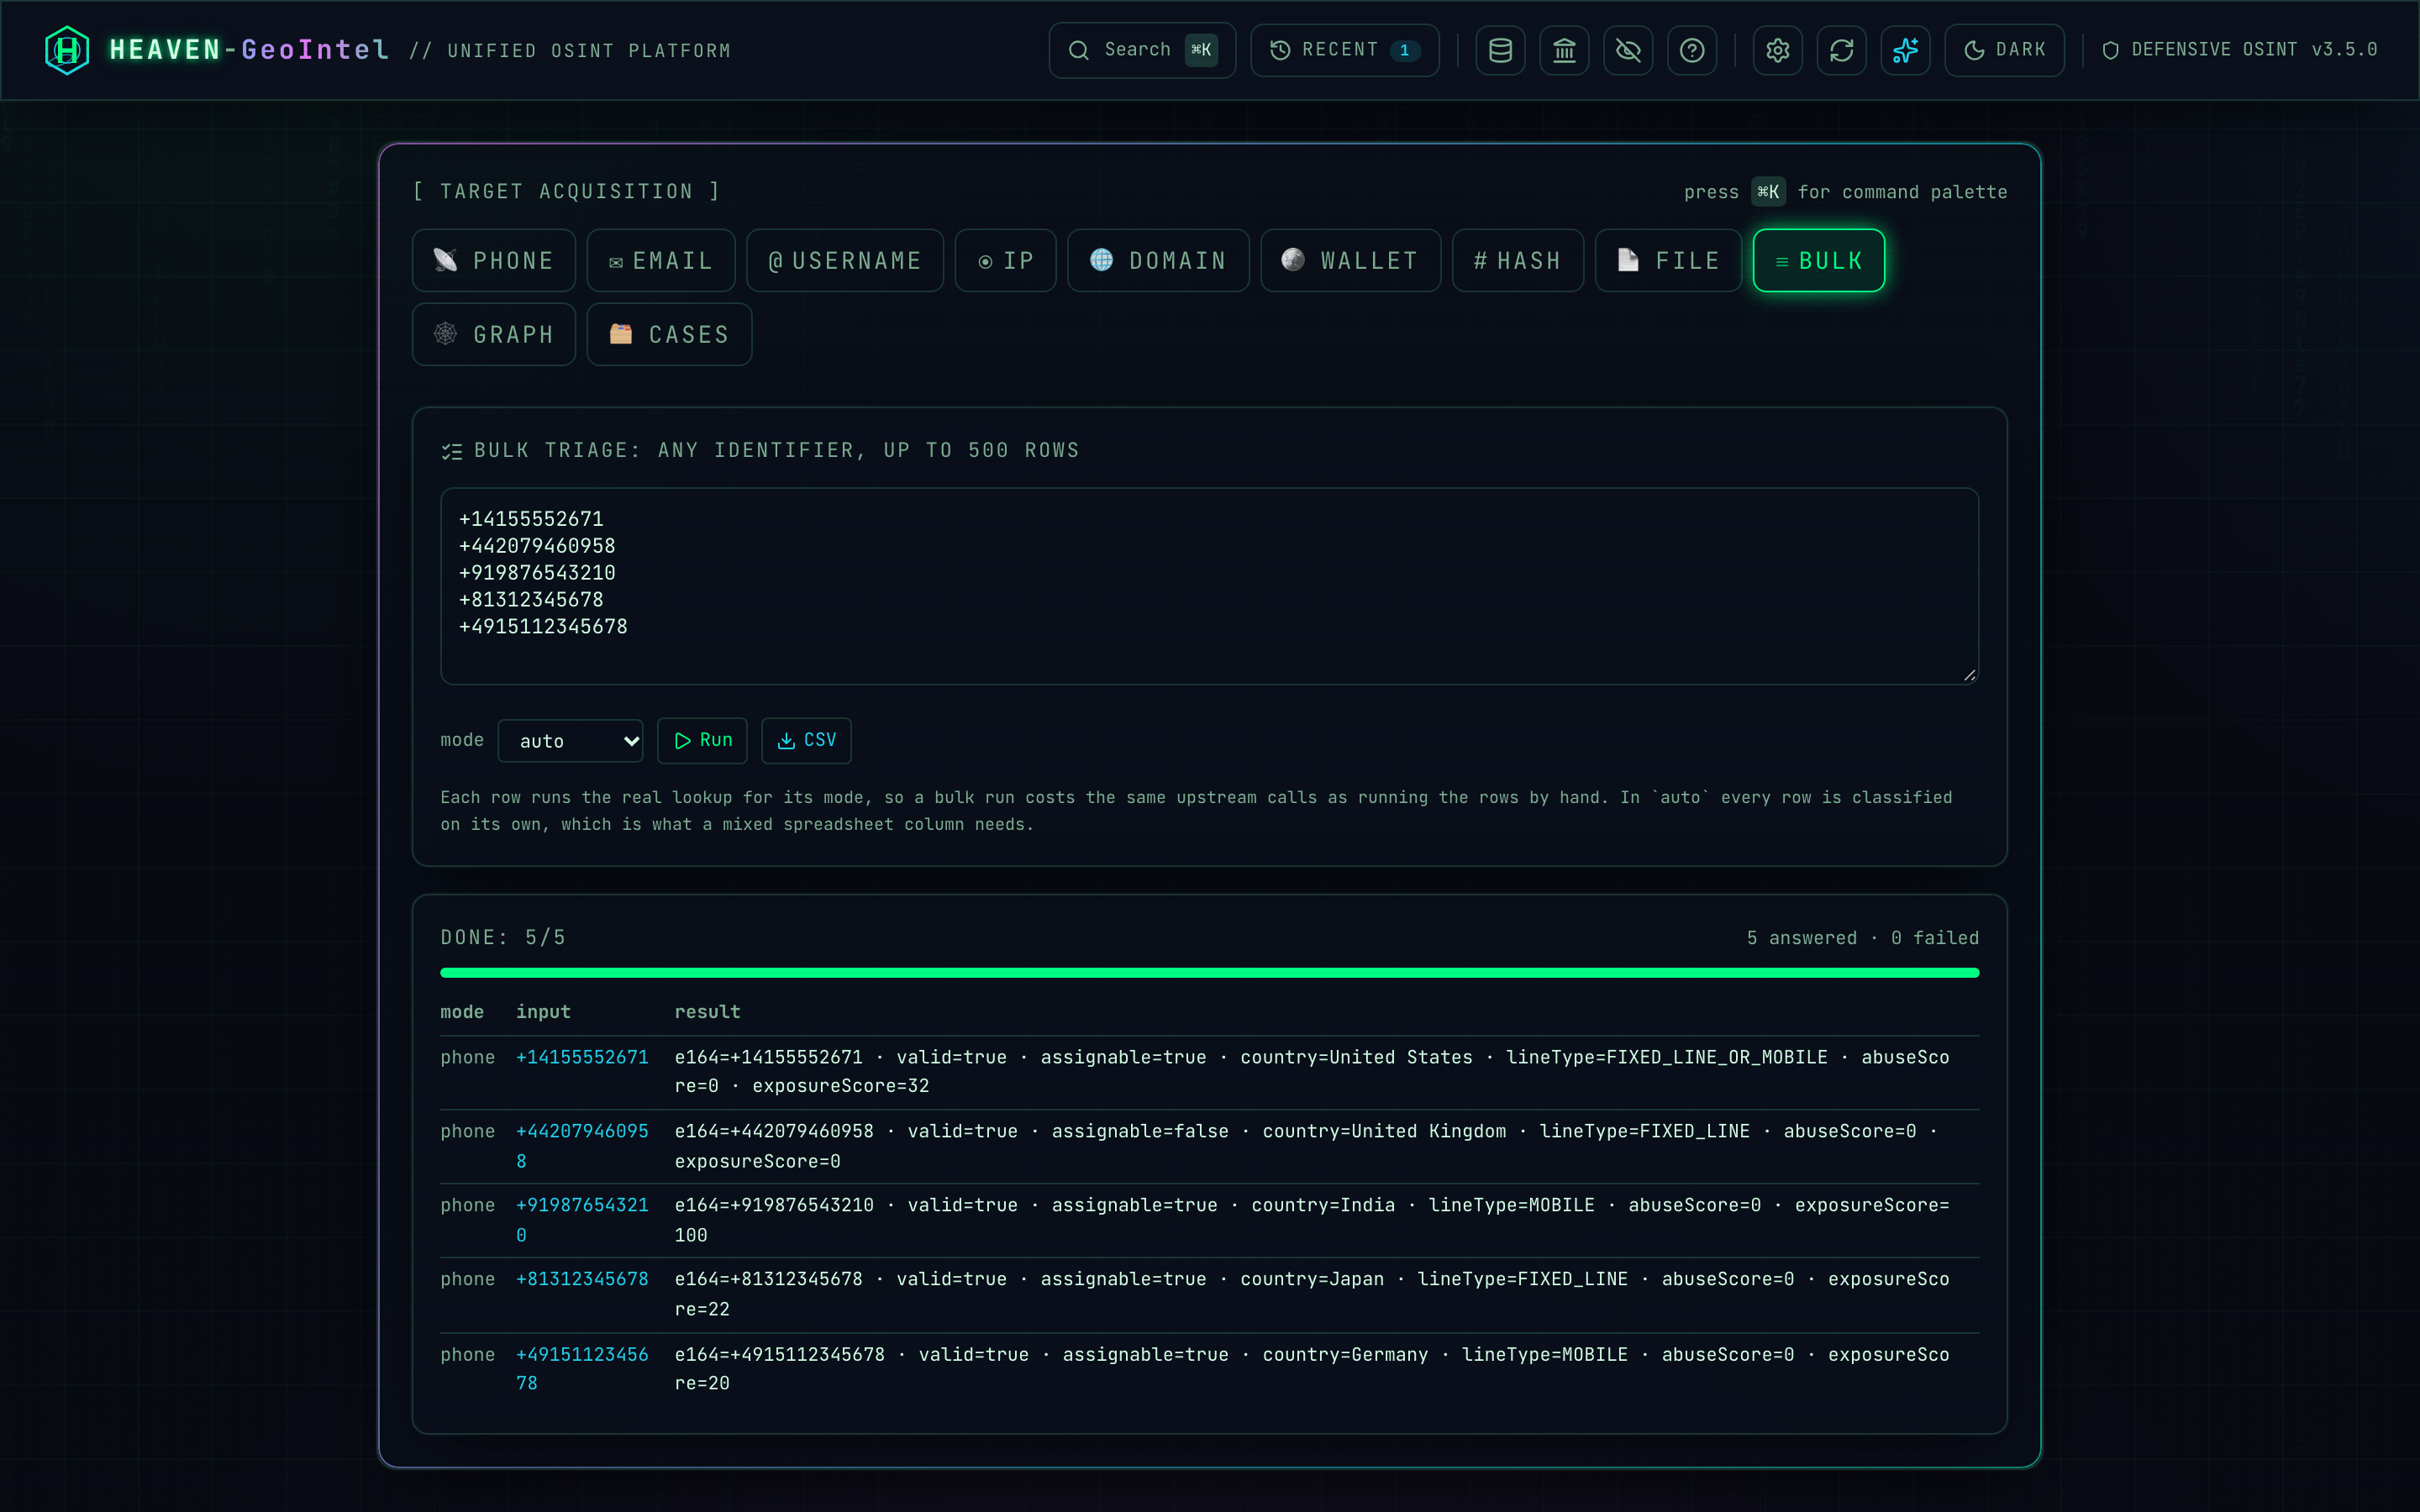 HEAVEN-GeoIntel // UNIFIED OSINT PLATFORM
Search ⌘K
RECENT 1
DARK
DEFENSIVE OSINT v3.5.0
[ TARGET ACQUISITION ]
press ⌘K for command palette
PHONE
EMAIL
@ USERNAME
IP
DOMAIN
WALLET
# HASH
FILE
BULK
GRAPH
CASES
BULK TRIAGE: ANY IDENTIFIER, UP TO 500 ROWS
+14155552671
+442079460958
+919876543210
+81312345678
+4915112345678
mode auto Run CSV
Each row runs the real lookup for its mode, so a bulk run costs the same upstream calls as running the rows by hand. In `auto` every row is classified
on its own, which is what a mixed spreadsheet column needs.
DONE: 5/5
5 answered · 0 failed
mode input result
phone +14155552671 e164=+14155552671 · valid=true · assignable=true · country=United States · lineType=FIXED_LINE_OR_MOBILE · abuseSco
re=0 · exposureScore=32
phone +44207946095 e164=+442079460958 · valid=true · assignable=false · country=United Kingdom · lineType=FIXED_LINE · abuseScore=0 ·
8 exposureScore=0
phone +91987654321 e164=+919876543210 · valid=true · assignable=true · country=India · lineType=MOBILE · abuseScore=0 · exposureScore=
0 100
phone +81312345678 e164=+81312345678 · valid=true · assignable=true · country=Japan · lineType=FIXED_LINE · abuseScore=0 · exposureSco
re=22
phone +49151123456 e164=+4915112345678 · valid=true · assignable=true · country=Germany · lineType=MOBILE · abuseScore=0 · exposureSco
78 re=20